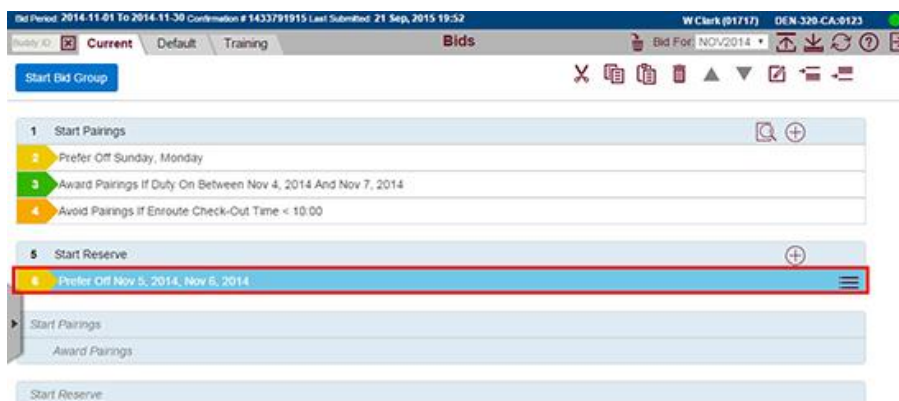 Bid Period: 2014-11-01 To 2014-11-30 Confirmation # 1433791915 Last Submitted: 21 Sep, 2015 19:52 W Clark (01717) DEN-320-CA:0123
Buddy ID Current Default Training Bids Bid For: NOV2014
Start Bid Group
1 Start Pairings
2 Prefer Off Sunday, Monday
3 Award Pairings If Duty On Between Nov 4, 2014 And Nov 7, 2014
4 Avoid Pairings If Enroute Check-Out Time < 10:00
5 Start Reserve
6 Prefer Off Nov 5, 2014, Nov 6, 2014
Start Pairings
Award Pairings
Start Reserve